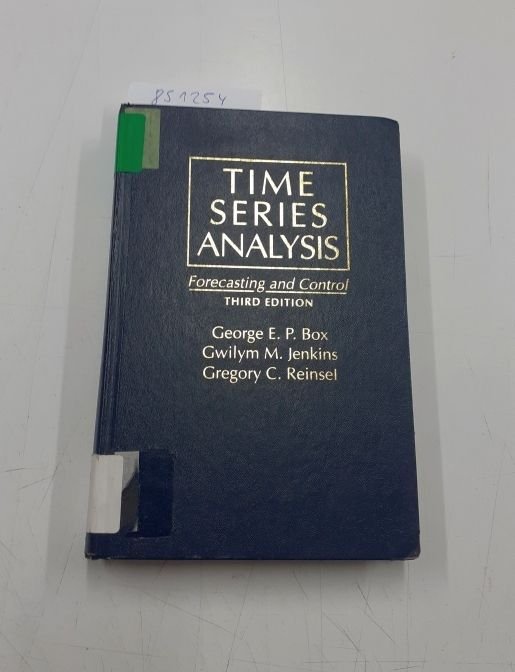 851254
TIME
SERIES
ANALYSIS
Forecasting and Control
THIRD EDITION
George E. P. Box
Gwilym M. Jenkins
Gregory C. Reinsel